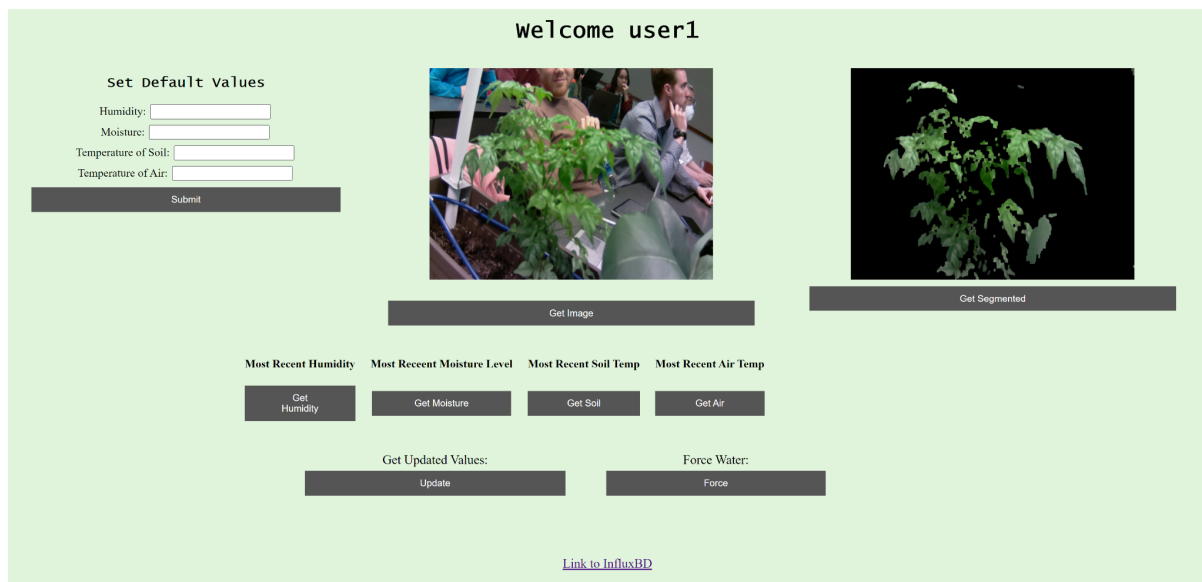 Welcome user1
Set Default Values
Humidity:
Moisture:
Temperature of Soil:
Temperature of Air:
Submit
Get Image
Get Segmented
Most Recent Humidity
Most Receent Moisture Level
Most Recent Soil Temp
Most Recent Air Temp
Get
Humidity
Get Moisture
Get Soil
Get Air
Get Updated Values:
Force Water:
Update
Force
Link to InfluxBD